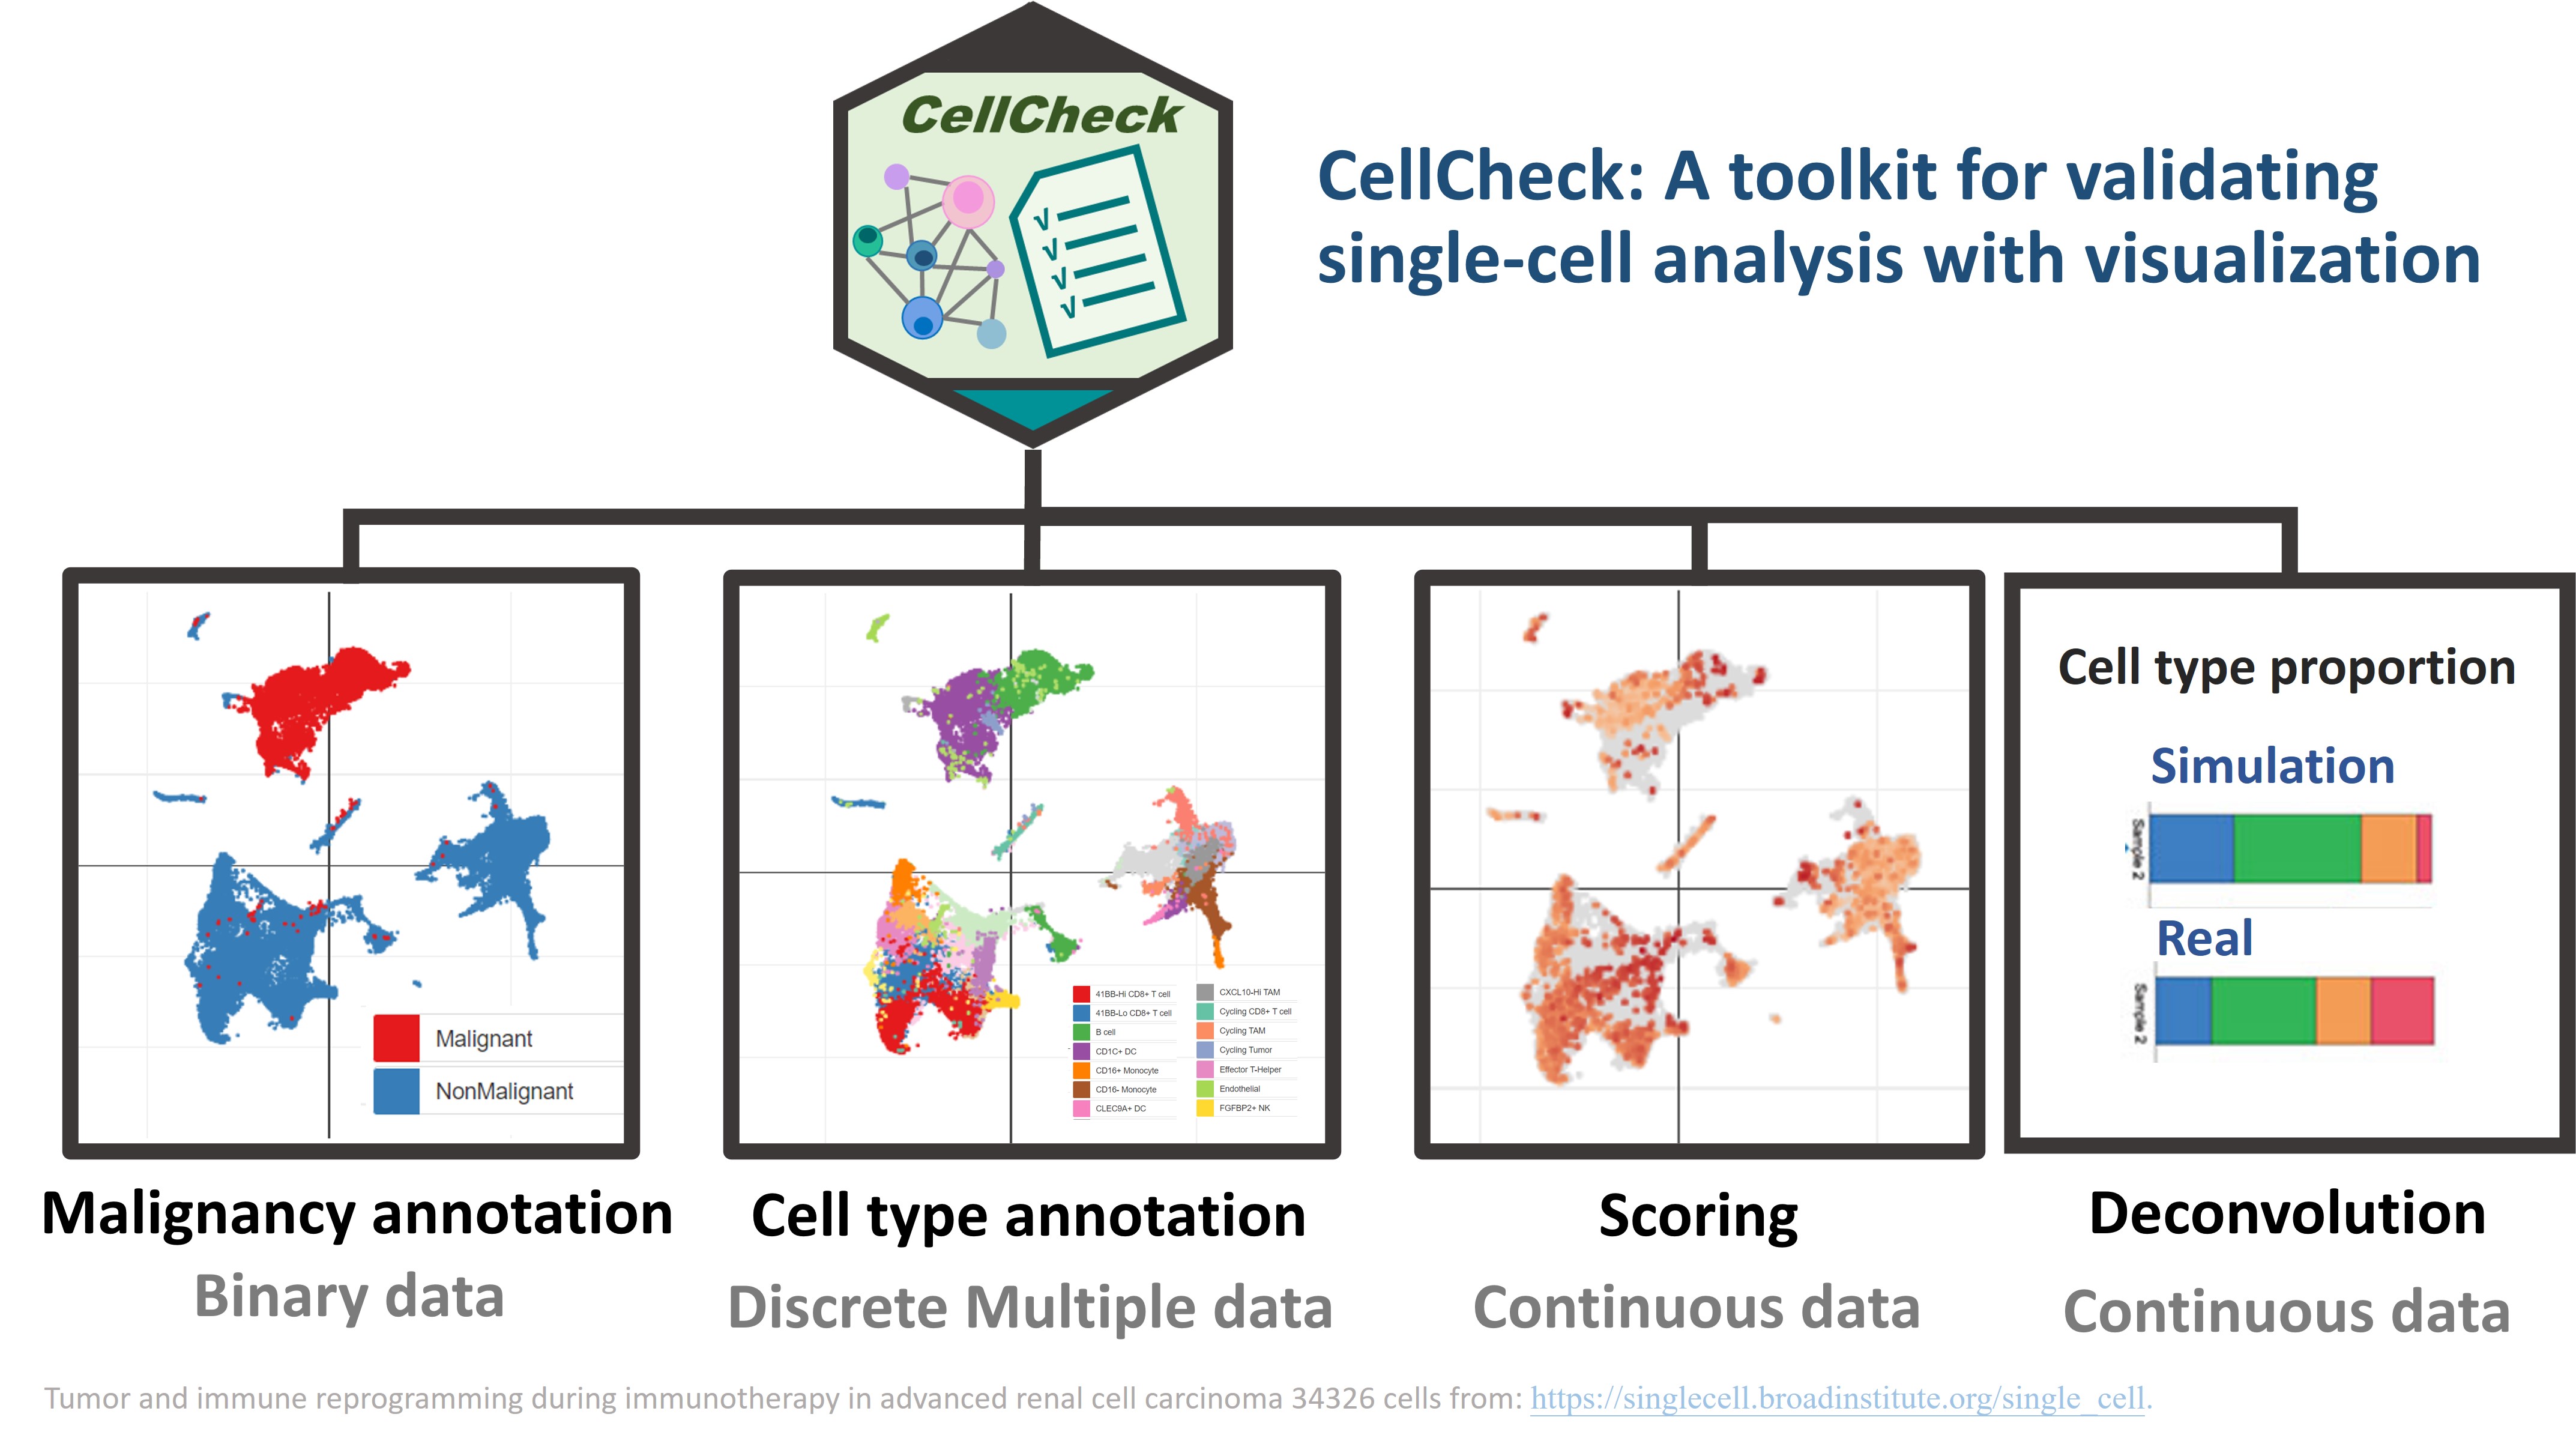 CellCheck
√
√
√
√
CellCheck: A toolkit for validating
single-cell analysis with visualization
Malignant
NonMalignant
41BB-Hi CD8+ T cell
41BB-Lo CD8+ T cell
B cell
CD1C+ DC
CD16+ Monocyte
CD16- Monocyte
CLEC9A+ DC
CXCL10-Hi TAM
Cycling CD8+ T cell
Cycling TAM
Cycling Tumor
Effector T-Helper
Endothelial
FGFBP2+ NK
Cell type proportion
Simulation
Sample 2
Real
Sample 2
Malignancy annotation
Binary data
Cell type annotation
Discrete Multiple data
Scoring
Continuous data
Deconvolution
Continuous data
Tumor and immune reprogramming during immunotherapy in advanced renal cell carcinoma 34326 cells from: https://singlecell.broadinstitute.org/single_cell.